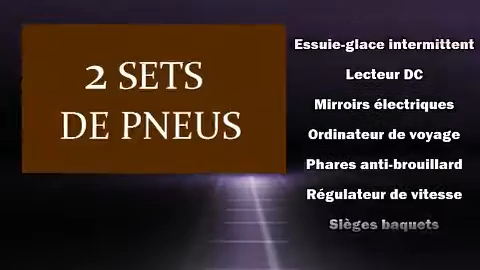 2 SETS
DE PNEUS
Essuie-glace intermittent
Lecteur DC
Mirroirs électriques
Ordinateur de voyage
Phares anti-brouillard
Régulateur de vitesse
Sièges baquets